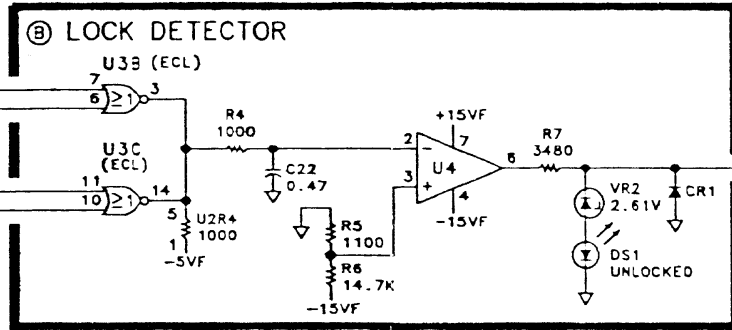 Ⓑ LOCK DETECTOR
U3B (ECL)
7
6
≥1
3
U3C
(ECL)
11
10
≥1
14
5
U2R4
1000
1
-5VF
R4
1000
C22
0.47
R5
1100
R6
14.7K
-15VF
+15VF
2
-
7
U4
6
3
+
4
-15VF
R7
3480
VR2
2.61V
CR1
DS1
UNLOCKED